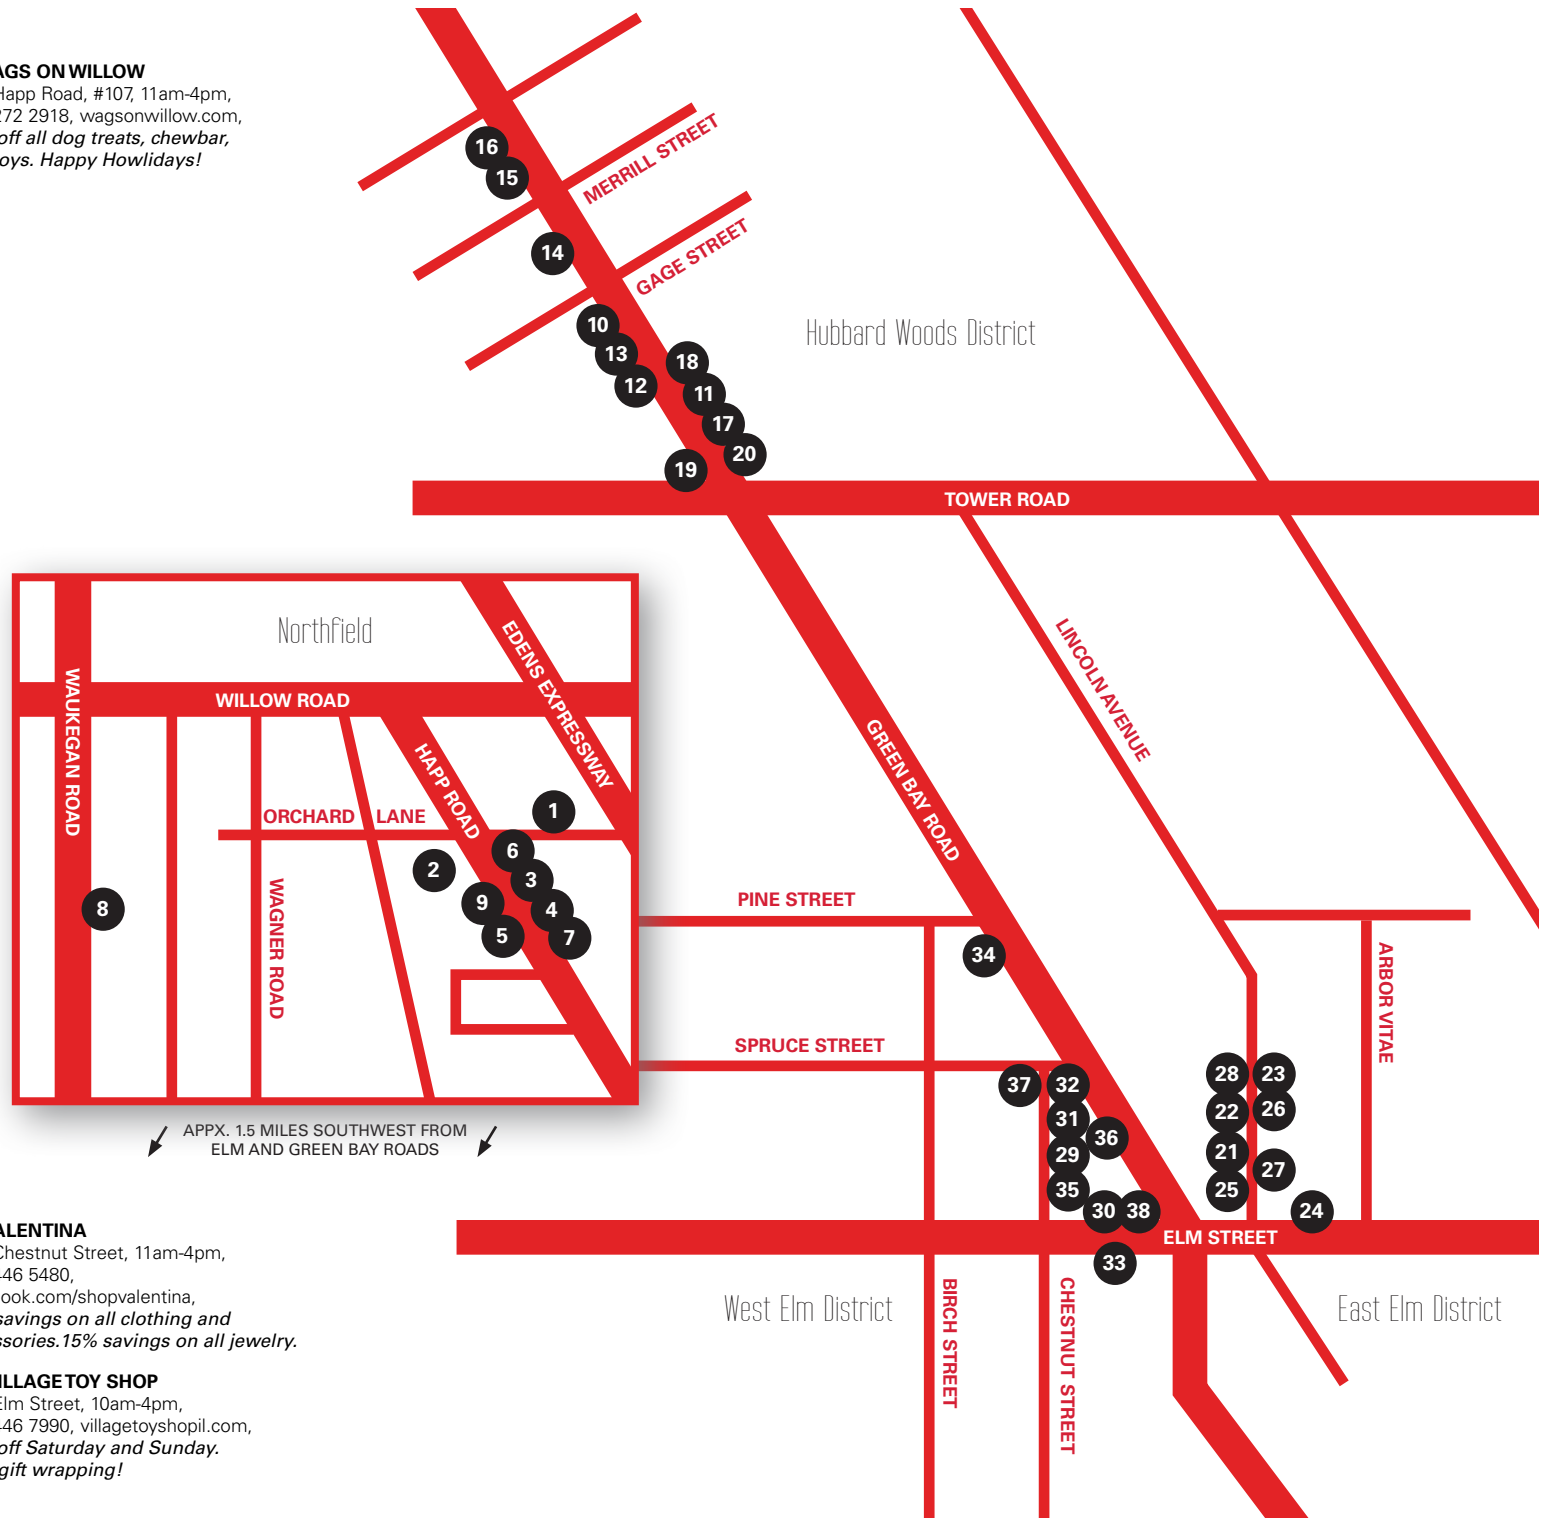 AGS ON WILLOW
Happ Road, #107, 11am-4pm,
272 2918, wagsonwillow.com,
off all dog treats, chewbar,
oys. Happy Howlidays!
16
15
MERRILL STREET
14
GAGE STREET
10
13
12
18
11
17
20
19
Hubbard Woods District
TOWER ROAD
Northfield
EDENS EXPRESSWAY
WAUKEGAN ROAD
WILLOW ROAD
HAPP ROAD
ORCHARD LANE
1
6
2
3
9
4
8
5
7
WAGNER ROAD
LINCOLN AVENUE
GREEN BAY ROAD
PINE STREET
34
ARBOR VITAE
SPRUCE STREET
37
32
31
36
29
35
30
38
33
28
23
22
26
21
27
25
24
ELM STREET
APPX. 1.5 MILES SOUTHWEST FROM
ELM AND GREEN BAY ROADS
West Elm District
BIRCH STREET
CHESTNUT STREET
East Elm District
ALENTINA
Chestnut Street, 11am-4pm,
46 5480,
ook.com/shopvalentina,
savings on all clothing and
ssories.15% savings on all jewelry.
ILLAGE TOY SHOP
Elm Street, 10am-4pm,
46 7990, villagetoyshopil.com,
off Saturday and Sunday.
gift wrapping!